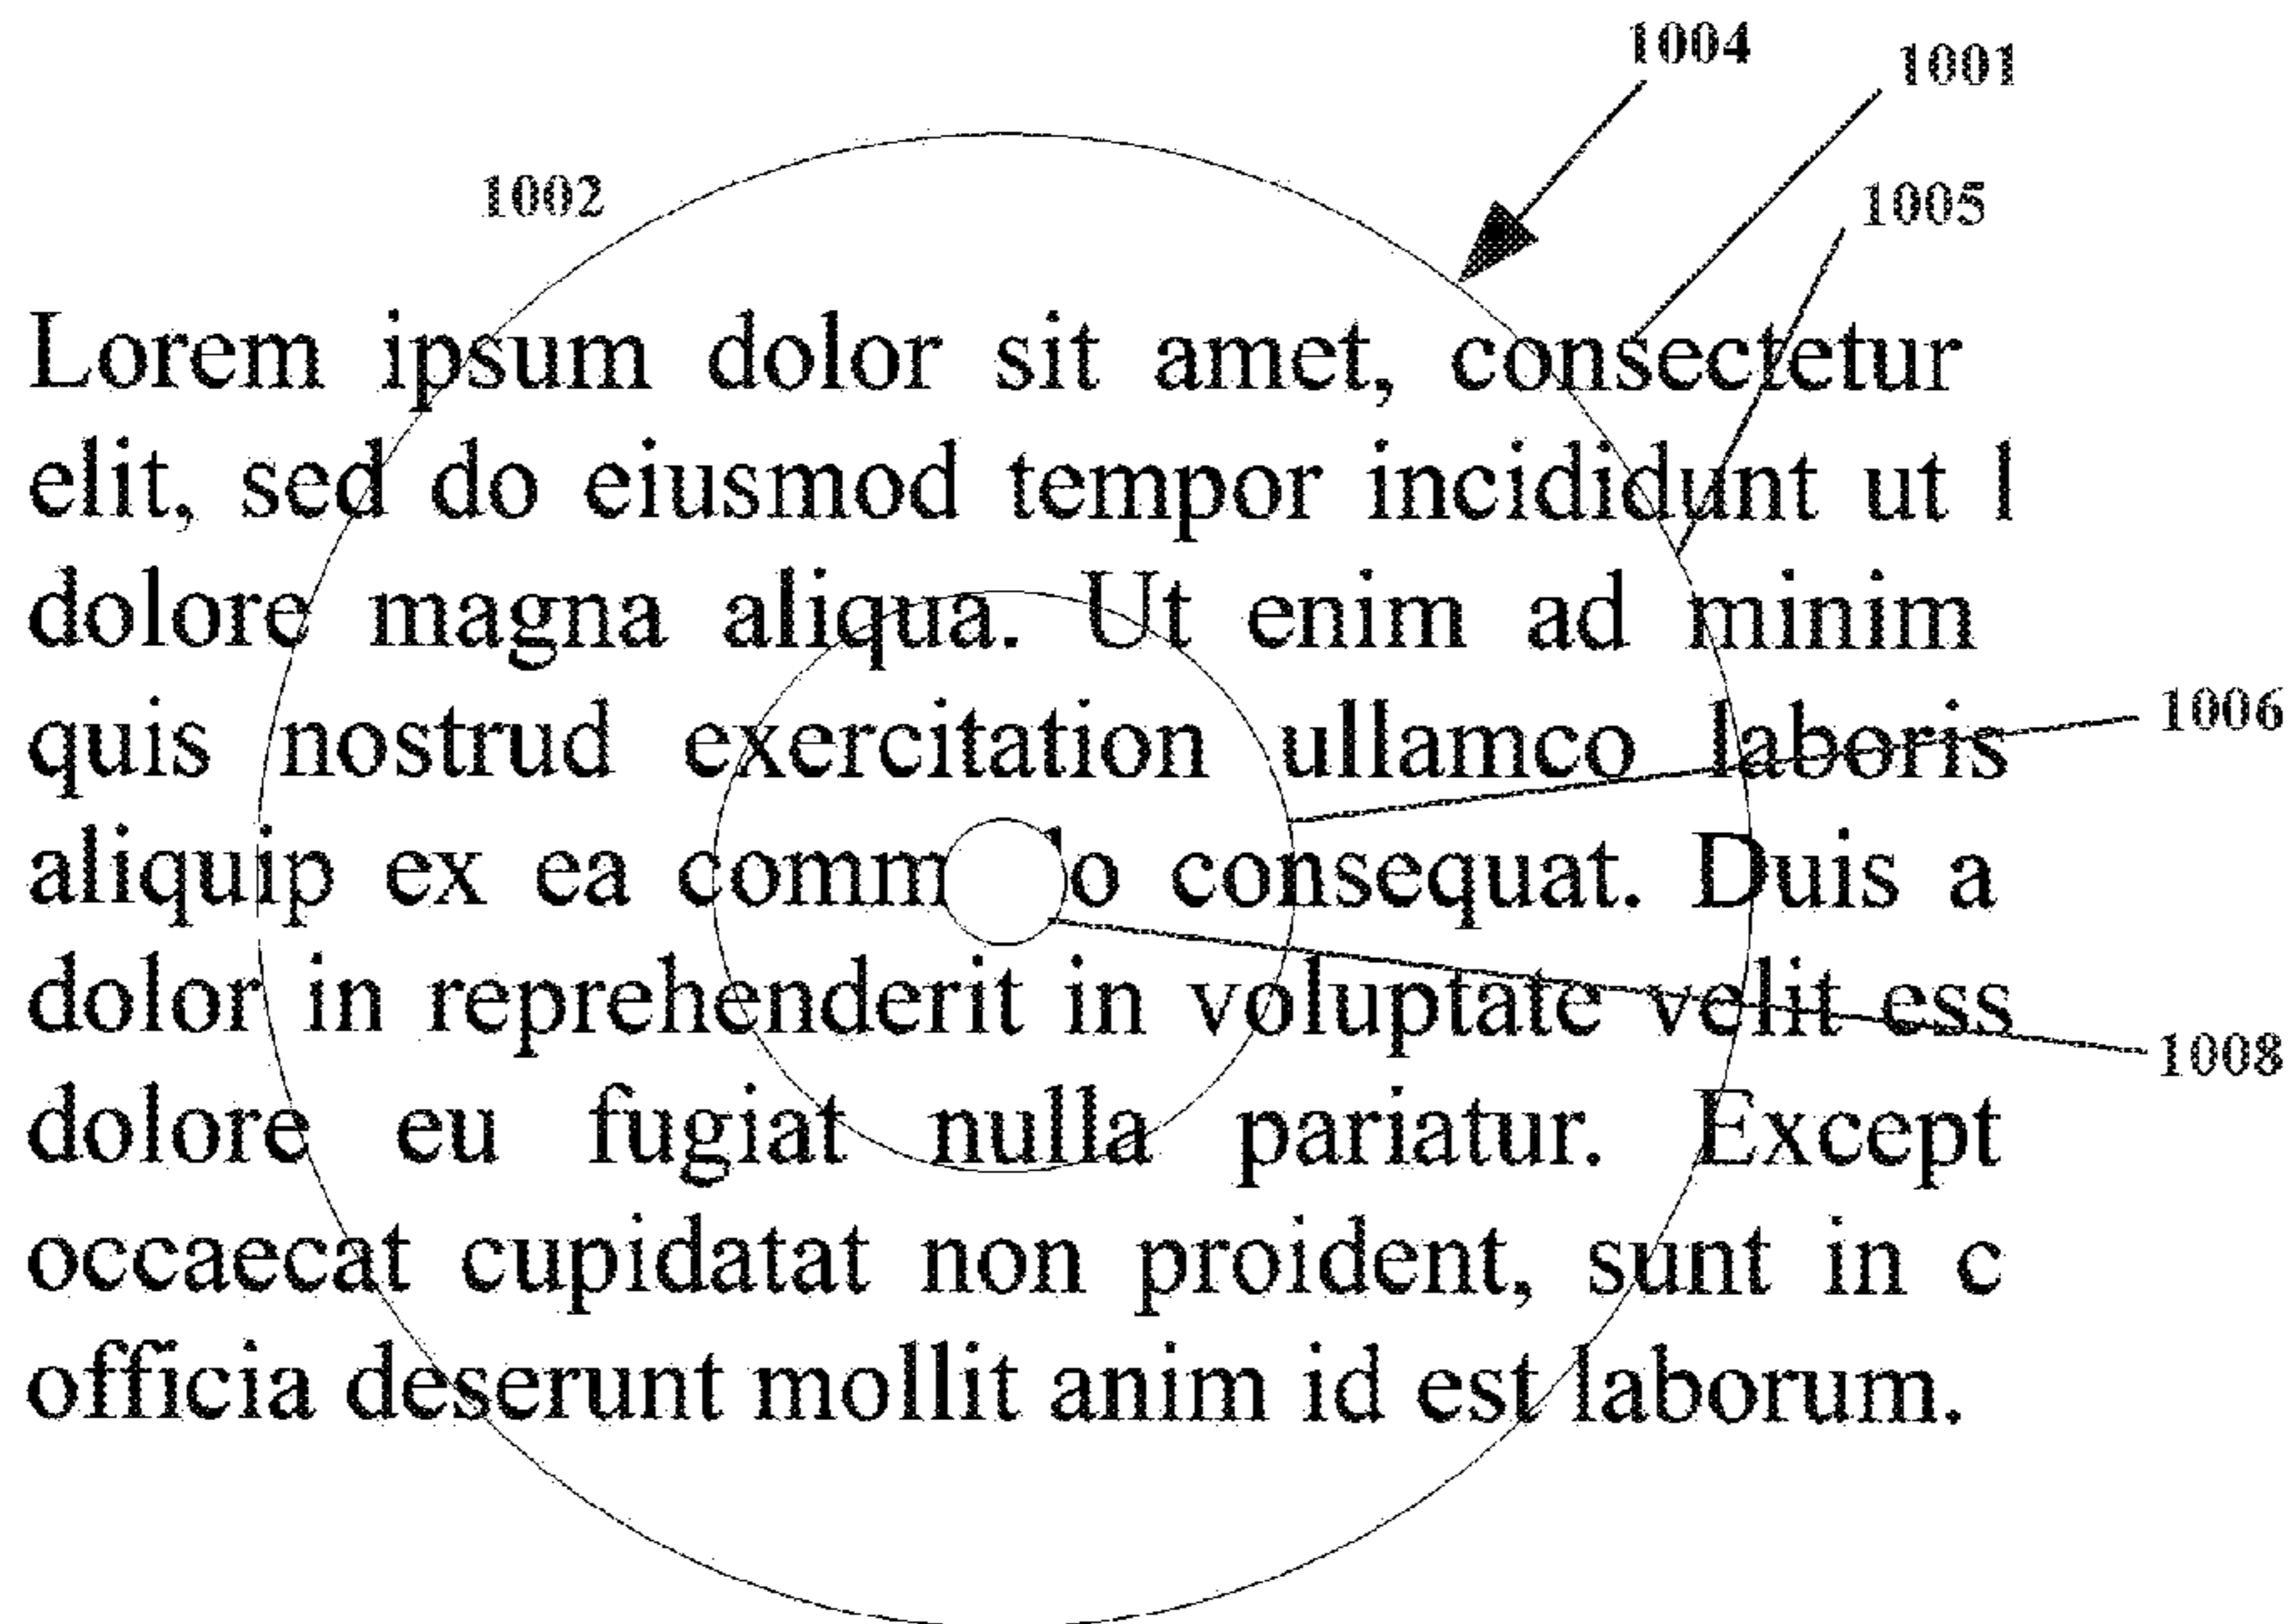 1004
1001
1002
1005
Lorem ipsum dolor sit amet, consectetur
elit, sed do eiusmod tempor incididunt ut l
dolore magna aliqua. Ut enim ad minim
quis nostrud exercitation ullamco laboris
1006
aliquip ex ea comm o consequat. Duis a
dolor in reprehenderit in voluptate velit ess
1008
dolore eu fugiat nulla pariatur. Except
occaecat cupidatat non proident, sunt in c
officia deserunt mollit anim id est laborum.